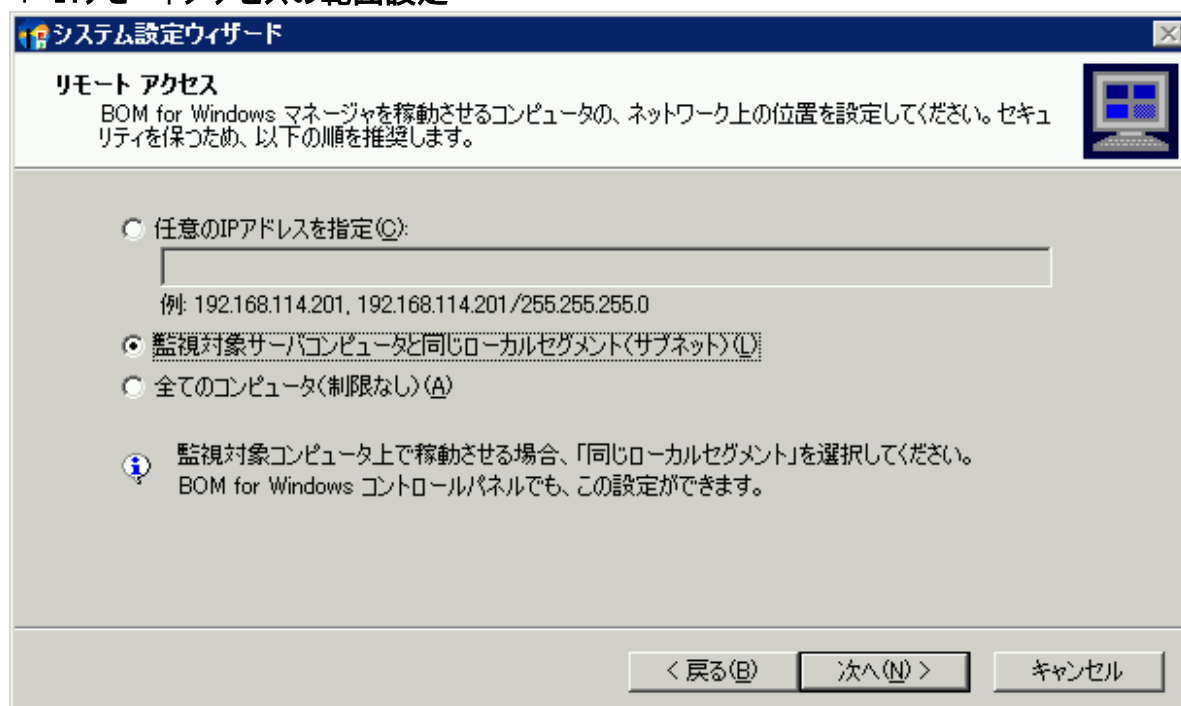 システム設定ウィザード
リモート アクセス
BOM for Windows マネージャを稼動させるコンピュータの、ネットワーク上の位置を設定してください。セキュ
リティを保つため、以下の順を推奨します。
任意のIPアドレスを指定(C):
例: 192.168.114.201, 192.168.114.201/255.255.255.0
監視対象サーバコンピュータと同じローカルセグメント(サブネット)(L)
全てのコンピュータ(制限なし)(A)
監視対象コンピュータ上で稼動させる場合、「同じローカルセグメント」を選択してください。
BOM for Windows コントロールパネルでも、この設定ができます。
< 戻る(B)
次へ(N) >
キャンセル